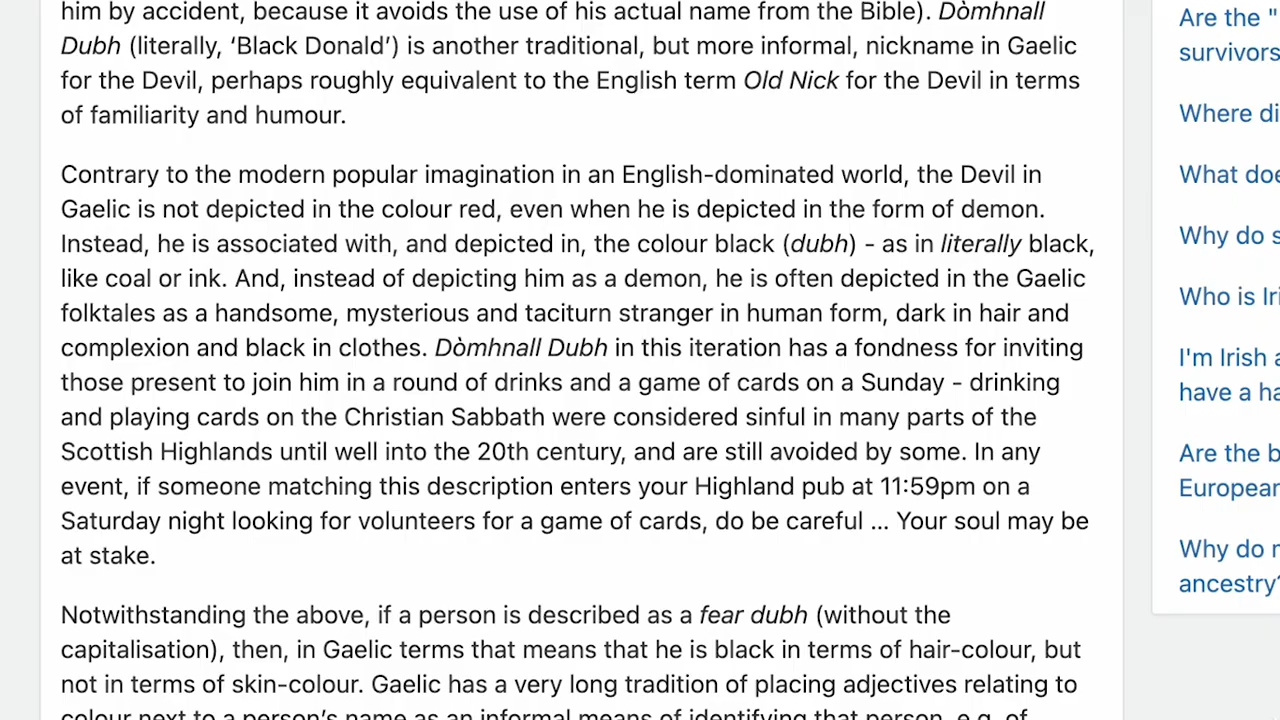 him by accident, because it avoids the use of his actual name from the Bible). Dòmhnall
Dubh (literally, ‘Black Donald’) is another traditional, but more informal, nickname in Gaelic
for the Devil, perhaps roughly equivalent to the English term Old Nick for the Devil in terms
of familiarity and humour.
Contrary to the modern popular imagination in an English-dominated world, the Devil in
Gaelic is not depicted in the colour red, even when he is depicted in the form of demon.
Instead, he is associated with, and depicted in, the colour black (dubh) - as in literally black,
like coal or ink. And, instead of depicting him as a demon, he is often depicted in the Gaelic
folktales as a handsome, mysterious and taciturn stranger in human form, dark in hair and
complexion and black in clothes. Dòmhnall Dubh in this iteration has a fondness for inviting
those present to join him in a round of drinks and a game of cards on a Sunday - drinking
and playing cards on the Christian Sabbath were considered sinful in many parts of the
Scottish Highlands until well into the 20th century, and are still avoided by some. In any
event, if someone matching this description enters your Highland pub at 11:59pm on a
Saturday night looking for volunteers for a game of cards, do be careful ... Your soul may be
at stake.
Notwithstanding the above, if a person is described as a fear dubh (without the
capitalisation), then, in Gaelic terms that means that he is black in terms of hair-colour, but
not in terms of skin-colour. Gaelic has a very long tradition of placing adjectives relating to
colour next to a person’s name as an informal means of identifying that person, e.g. of
Are the "
survivors
Where di
What doe
Why do s
Who is Iri
I'm Irish a
have a ha
Are the b
European
Why do r
ancestry?